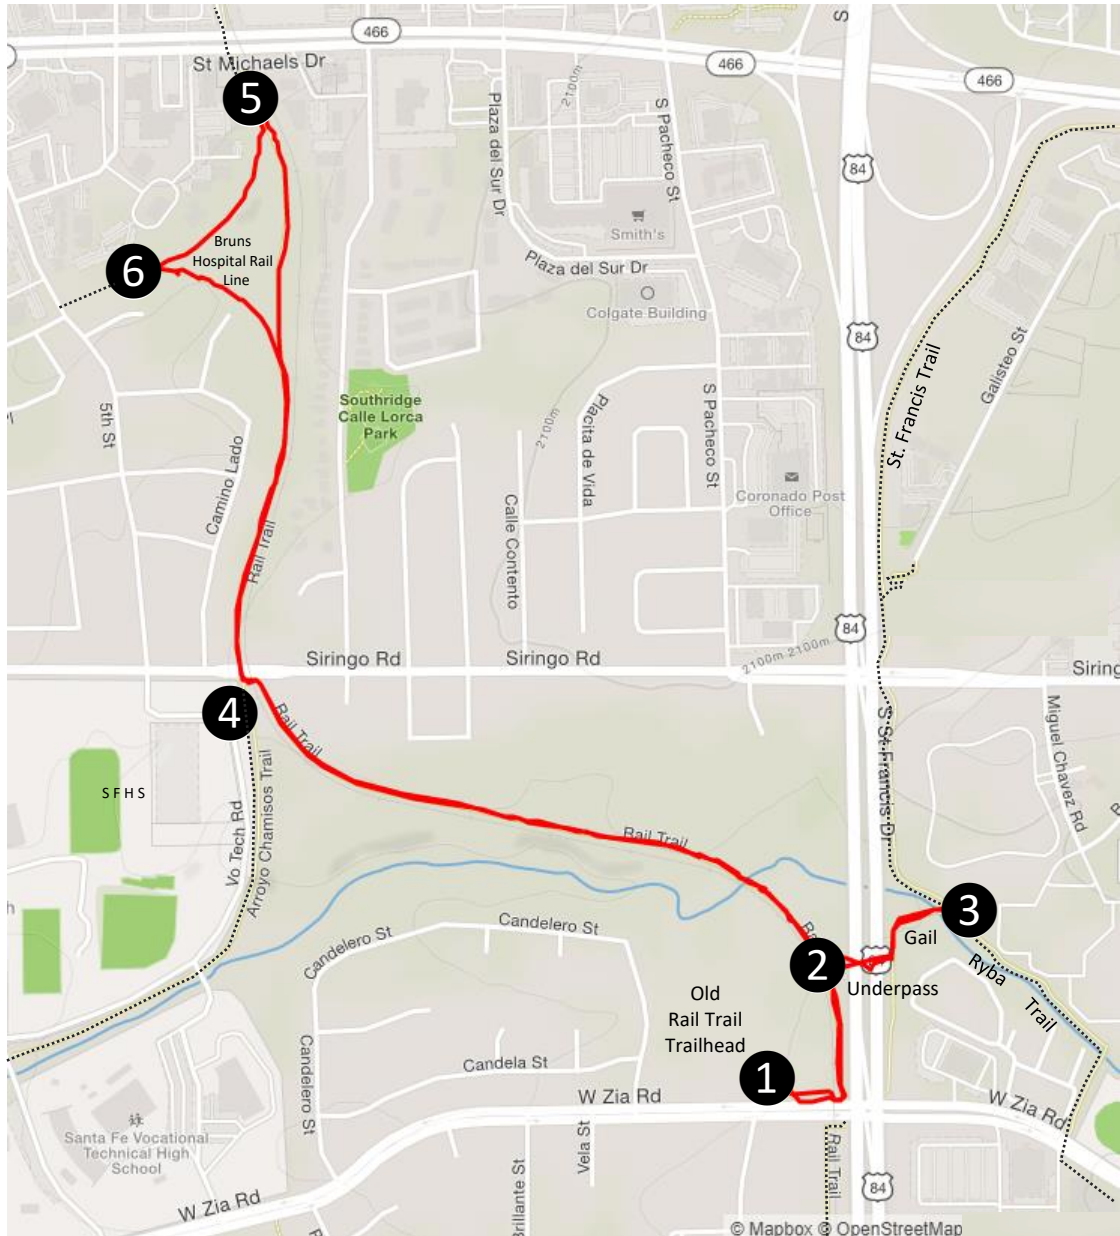 466
S
St Michaels Dr
466
466
5
Plaza del Sur Dr
2100m
S Pacheco St
84
Smith's
Bruns
Hospital Rail
Line
6
Plaza del Sur Dr
Colgate Building
84
St. Francis Trail
Galisteo St
Southridge
Calle Lorca
Park
5th St
Camino Lado
2100m
Placita de Vida
S Pacheco St
Calle Contento
Coronado Post
Office
Rail Trail
84
Siringo Rd
Siringo Rd
2100m 2100m
Siring
4
Rail Trail
S St Francis Dr
Miguel Chavez Rd
S F H S
Vo Tech Rd
Arroyo Chamisos Trail
Rail Trail
3
Gail
Ryba
Trail
Candelero St
Candelero St
Ra
2
Underpass
Old
Rail Trail
Trailhead
1
Candelero St
Candela St
W Zia Rd
W Zia Rd
Santa Fe Vocational
Technical High
School
Vela St
Rail Trail
Brillante St
84
W Zia Rd
© Mapbox © OpenStreetMap